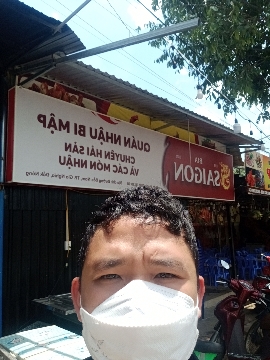 QUÁN NHẬU BI MẬP
CHUYÊN HẢI SẢN
VÀ CÁC MÓN NHẬU
BIA
SAIGON